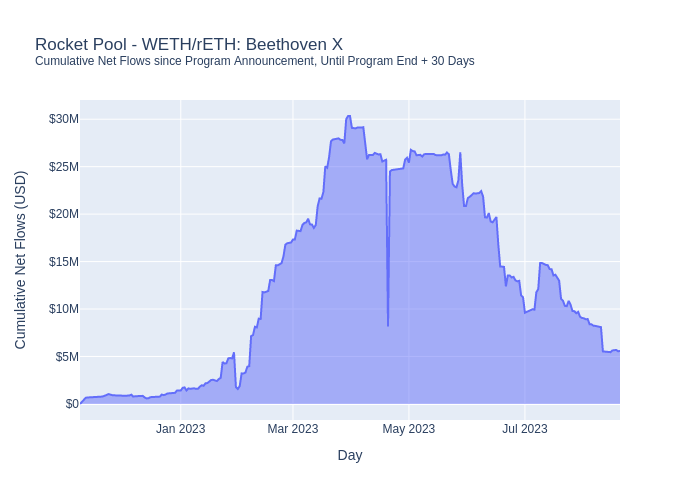 Rocket Pool - WETH/rETH: Beethoven X
Cumulative Net Flows since Program Announcement, Until Program End + 30 Days
$30M
$25M
$20M
$15M
$10M
$5M
$0
Cumulative Net Flows (USD)
Jan 2023
Mar 2023
May 2023
Jul 2023
Day